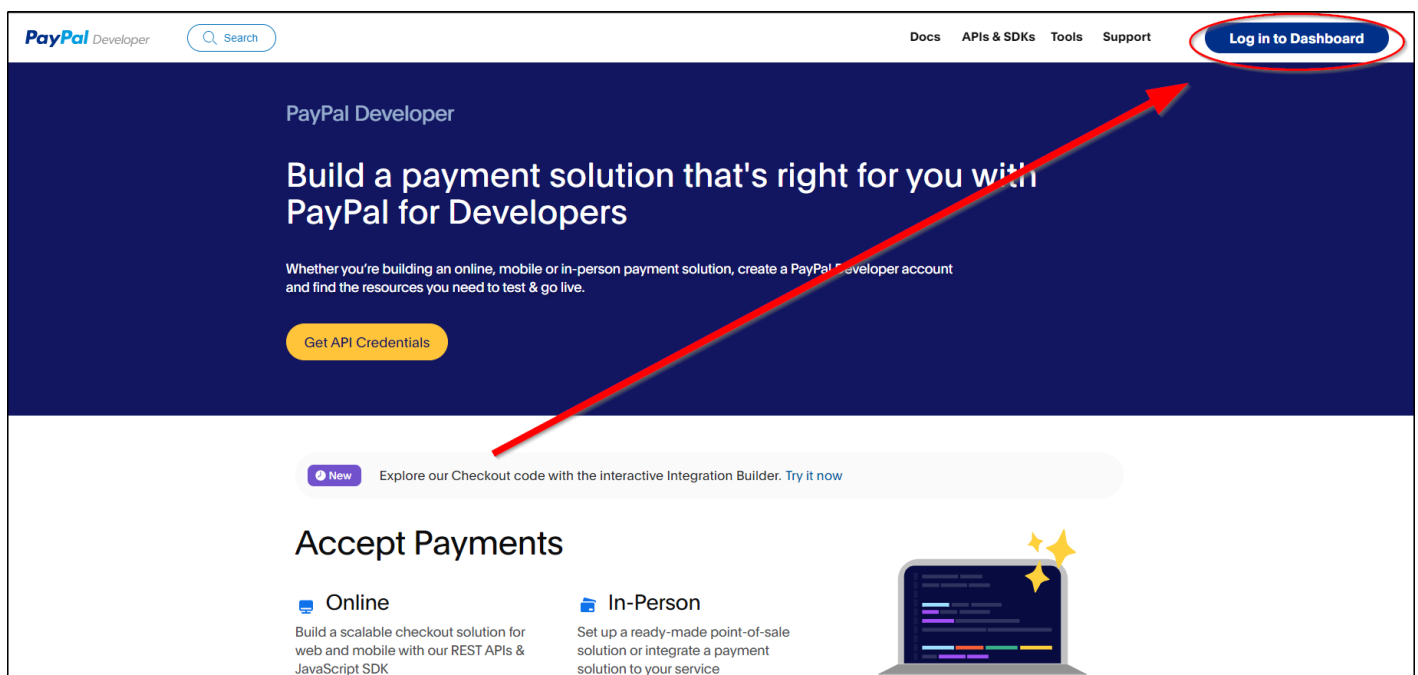 PayPal Developer
Search
Docs APIs & SDKs Tools Support
Log in to Dashboard
PayPal Developer
Build a payment solution that's right for you with
PayPal for Developers
Whether you're building an online, mobile or in-person payment solution, create a PayPal Developer account
and find the resources you need to test & go live.
Get API Credentials
New Explore our Checkout code with the interactive Integration Builder. Try it now
Accept Payments
Online
Build a scalable checkout solution for
web and mobile with our REST APIs &
JavaScript SDK
In-Person
Set up a ready-made point-of-sale
solution or integrate a payment
solution to your service